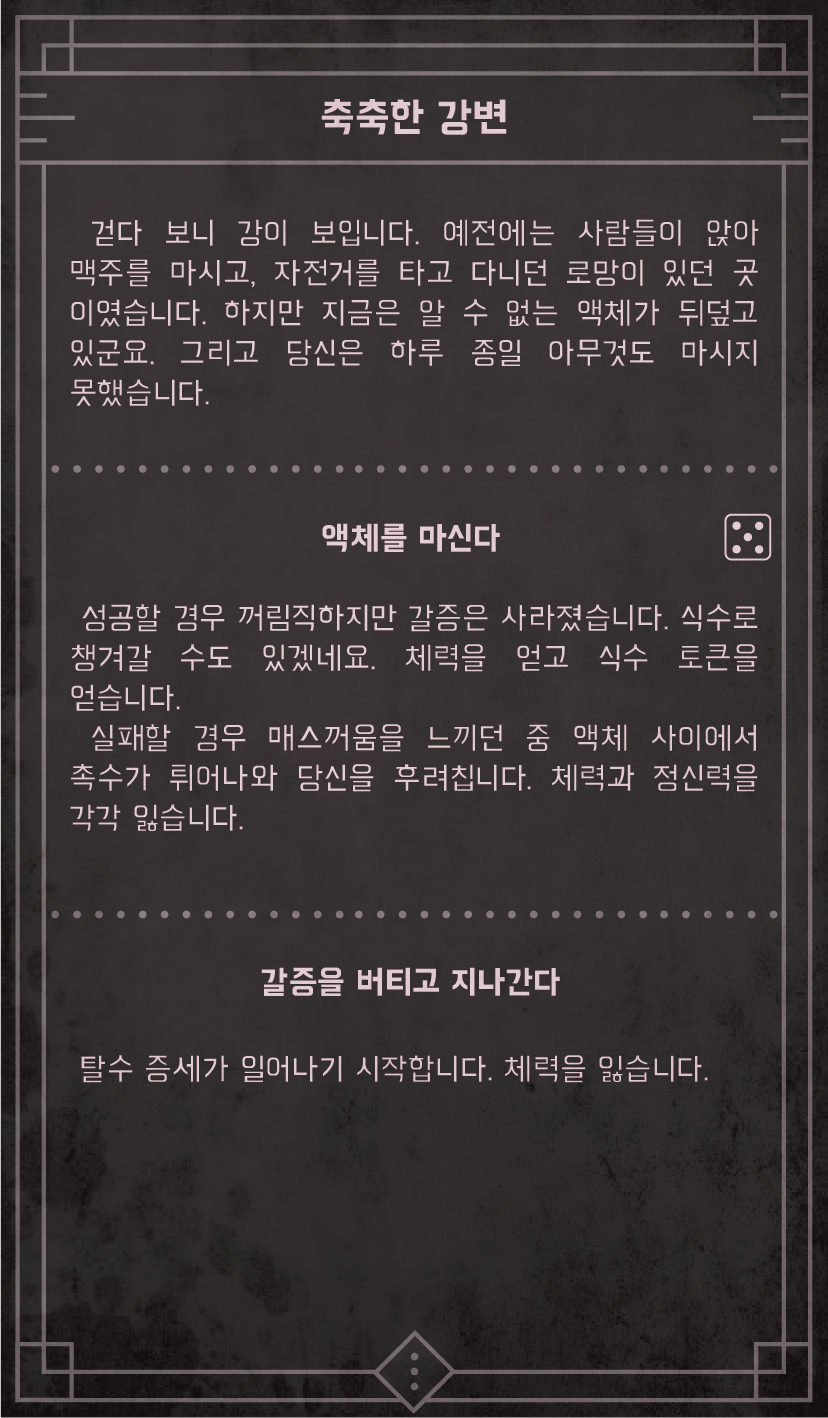 축축한 강변
걷다 보니 강이 보입니다. 예전에는 사람들이 앉아
맥주를 마시고, 자전거를 타고 다니던 로망이 있던 곳
이였습니다. 하지만 지금은 알 수 없는 액체가 뒤덮고
있군요. 그리고 당신은 하루 종일 아무것도 마시지
못했습니다.
액체를 마신다
성공할 경우 꺼림직하지만 갈증은 사라졌습니다. 식수로
챙겨갈 수도 있겠네요. 체력을 얻고 식수 토큰을
얻습니다.
실패할 경우 매스꺼움을 느끼던 중 액체 사이에서
촉수가 튀어나와 당신을 후려칩니다. 체력과 정신력을
각각 잃습니다.
갈증을 버티고 지나간다
탈수 증세가 일어나기 시작합니다. 체력을 잃습니다.